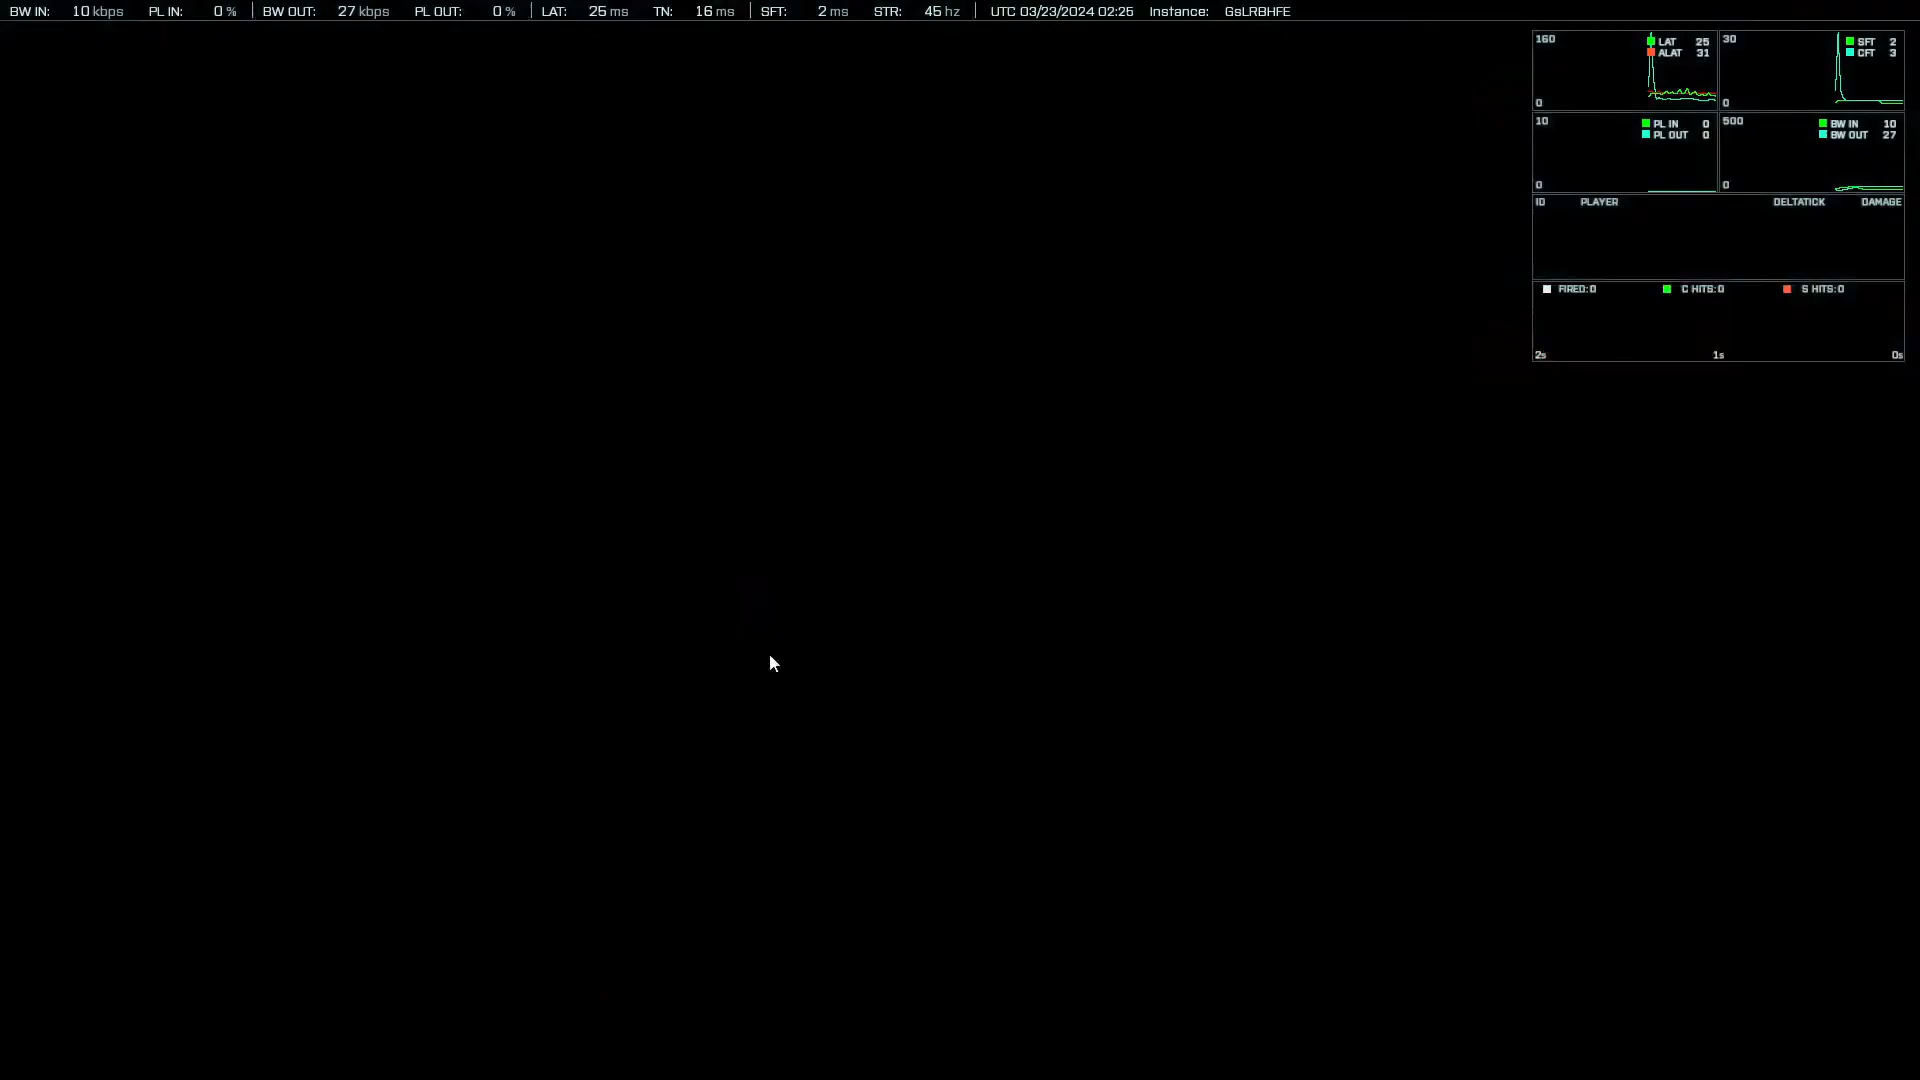 BW IN: 10 kbps PL IN: 0 % BW OUT: 27 kbps PL OUT: 0 % LAT: 25 ms TN: 16 ms SFT: 2 ms STR: 45 hz UTC 03/23/2024 02:25 Instance: GsLRBHFE
160 LAT 25
ALAT 31
0
30 SFT 2
CFT 3
0
10 PL IN 0
PL OUT 0
0
500 BW IN 10
BW OUT 27
0
ID PLAYER DELTATICK DAMAGE
FIRED:0 C HITS:0 S HITS:0
2s 1s 0s